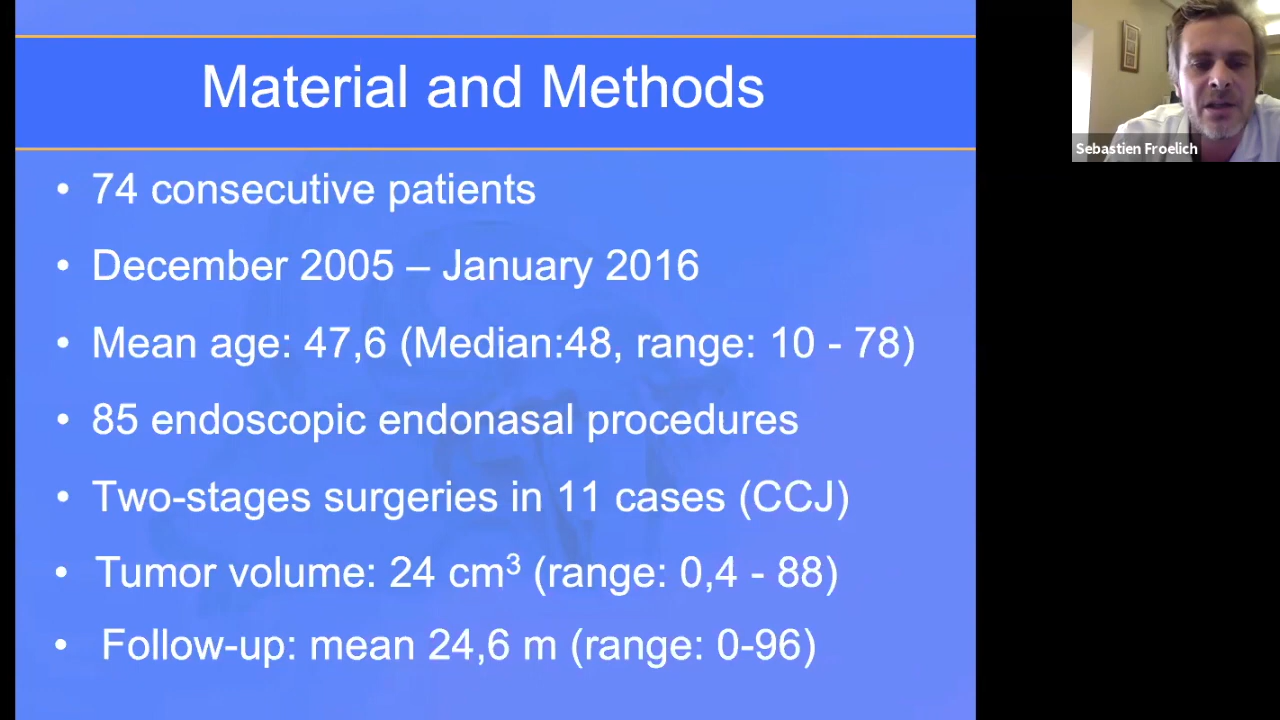 Material and Methods
Sebastien Froelich
• 74 consecutive patients
• December 2005 – January 2016
• Mean age: 47,6 (Median:48, range: 10 - 78)
• 85 endoscopic endonasal procedures
• Two-stages surgeries in 11 cases (CCJ)
• Tumor volume: 24 cm³ (range: 0,4 - 88)
• Follow-up: mean 24,6 m (range: 0-96)